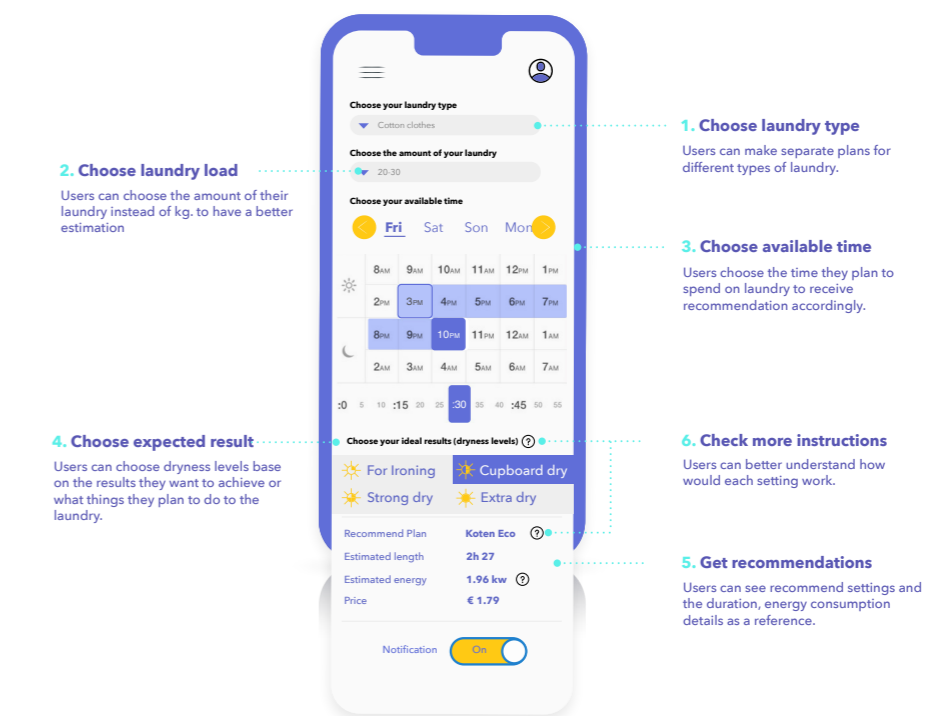 Choose your laundry type
Cotton clothes
Choose the amount of your laundry
20-30
Choose your available time
< Fri Sat Son Mon >
8AM 9AM 10AM 11AM 12PM 1PM
2PM 3PM 4PM 5PM 6PM 7PM
8PM 9PM 10PM 11PM 12AM 1AM
2AM 3AM 4AM 5AM 6AM 7AM
:0 5 10 :15 20 25 :30 35 40 :45 50 55
Choose your ideal results (dryness levels) ?
For Ironing Cupboard dry
Strong dry Extra dry
Recommend Plan Koten Eco ?
Estimated length 2h 27
Estimated energy 1.96 kw ?
Price € 1.79
Notification On
1. Choose laundry type
Users can make separate plans for
different types of laundry.
2. Choose laundry load
Users can choose the amount of their
laundry instead of kg. to have a better
estimation
3. Choose available time
Users choose the time they plan to
spend on laundry to receive
recommendation accordingly.
4. Choose expected result
Users can choose dryness levels base
on the results they want to achieve or
what things they plan to do to the
laundry.
6. Check more instructions
Users can better understand how
would each setting work.
5. Get recommendations
Users can see recommend settings and
the duration, energy consumption
details as a reference.